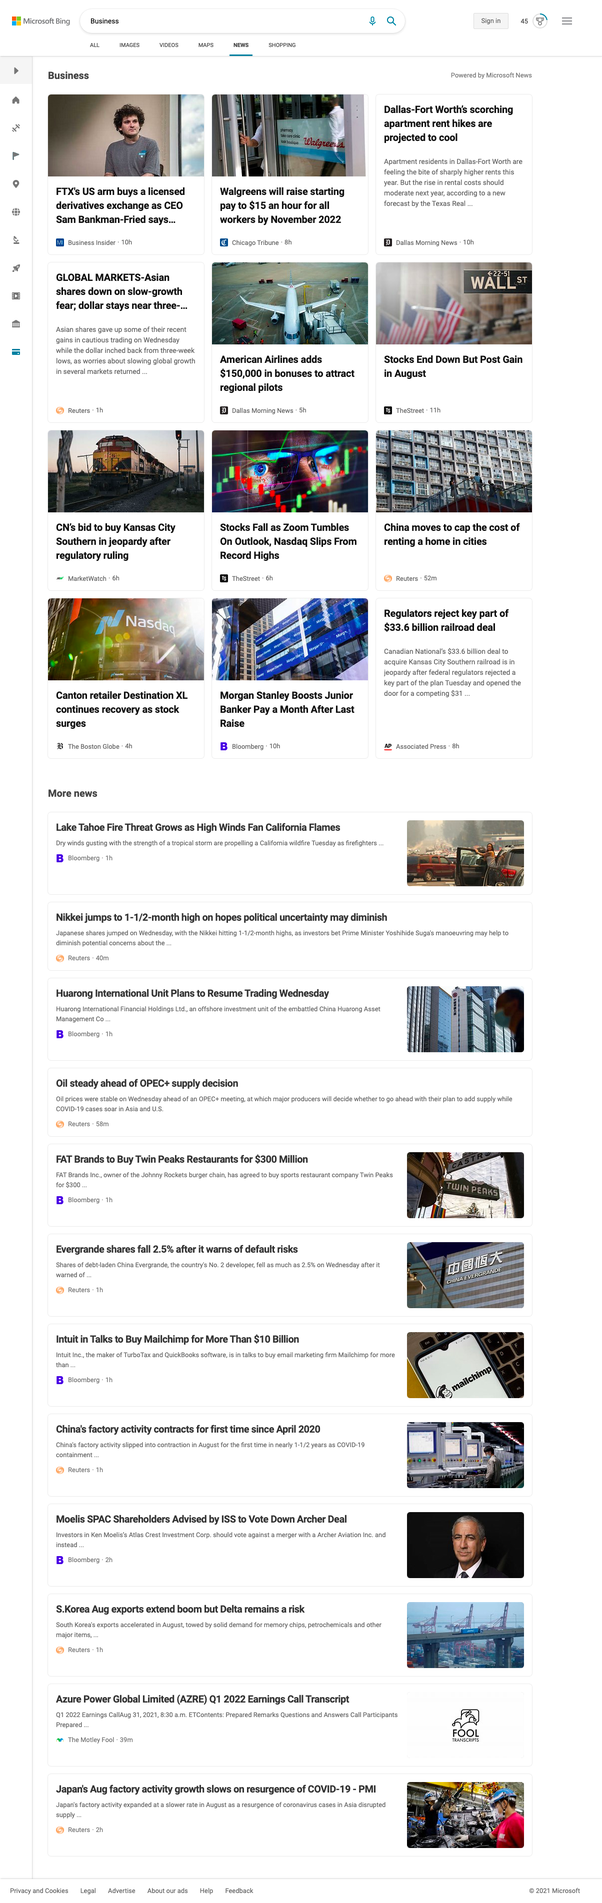 Microsoft Bing
Business
Sign in
45
ALL IMAGES VIDEOS MAPS NEWS SHOPPING
Business
Powered by Microsoft News
FTX's US arm buys a licensed
derivatives exchange as CEO
Sam Bankman-Fried says...
Business Insider · 10h
Walgreens
Walgreens will raise starting
pay to $15 an hour for all
workers by November 2022
Chicago Tribune · 8h
Dallas-Fort Worth's scorching
apartment rent hikes are
projected to cool
Apartment residents in Dallas-Fort Worth are
feeling the bite of sharply higher rents this
year. But the rise in rental costs should
moderate next year, according to a new
forecast by the Texas Real ...
Dallas Morning News · 10h
GLOBAL MARKETS-Asian
shares down on slow-growth
fear; dollar stays near three-...
Asian shares gave up some of their recent
gains in cautious trading on Wednesday
while the dollar inched back from three-week
lows, as worries about slowing global growth
in several markets returned ...
Reuters · 1h
American Airlines adds
$150,000 in bonuses to attract
regional pilots
Dallas Morning News · 5h
22-51
WALL ST
Stocks End Down But Post Gain
in August
TheStreet · 11h
CN's bid to buy Kansas City
Southern in jeopardy after
regulatory ruling
MarketWatch · 6h
Stocks Fall as Zoom Tumbles
On Outlook, Nasdaq Slips From
Record Highs
TheStreet · 6h
China moves to cap the cost of
renting a home in cities
Reuters · 52m
Nasdaq
Canton retailer Destination XL
continues recovery as stock
surges
The Boston Globe · 4h
Morgan Stanley Boosts Junior
Banker Pay a Month After Last
Raise
Bloomberg · 10h
Regulators reject key part of
$33.6 billion railroad deal
Canadian National's $33.6 billion deal to
acquire Kansas City Southern railroad is in
jeopardy after federal regulators rejected a
key part of the plan Tuesday and opened the
door for a competing $31 ...
AP Associated Press · 8h
More news
Lake Tahoe Fire Threat Grows as High Winds Fan California Flames
Dry winds gusting with the strength of a tropical storm are propelling a California wildfire Tuesday as firefighters ...
Bloomberg · 1h
Nikkei jumps to 1-1/2-month high on hopes political uncertainty may diminish
Japanese shares jumped on Wednesday, with the Nikkei hitting 1-1/2-month highs, as investors bet Prime Minister Yoshihide Suga's manoeuvring may help to
diminish potential concerns about the ...
Reuters · 40m
Huarong International Unit Plans to Resume Trading Wednesday
Huarong International Financial Holdings Ltd., an offshore investment unit of the embattled China Huarong Asset
Management Co ...
Bloomberg · 1h
Oil steady ahead of OPEC+ supply decision
Oil prices were stable on Wednesday ahead of an OPEC+ meeting, at which major producers will decide whether to go ahead with their plan to add supply while
COVID-19 cases soar in Asia and U.S.
Reuters · 58m
FAT Brands to Buy Twin Peaks Restaurants for $300 Million
FAT Brands Inc., owner of the Johnny Rockets burger chain, has agreed to buy sports restaurant company Twin Peaks
for $300 ...
Bloomberg · 1h
CASTRO
TWIN PEAKS
Evergrande shares fall 2.5% after it warns of default risks
Shares of debt-laden China Evergrande, the country's No. 2 developer, fell as much as 2.5% on Wednesday after it
warned of ...
Reuters · 1h
中國恒大
CHINA EVERGRANDE
Intuit in Talks to Buy Mailchimp for More Than $10 Billion
Intuit Inc., the maker of TurboTax and QuickBooks software, is in talks to buy email marketing firm Mailchimp for more
than ...
Bloomberg · 1h
mailchimp
China's factory activity contracts for first time since April 2020
China's factory activity slipped into contraction in August for the first time in nearly 1-1/2 years as COVID-19
containment ...
Reuters · 1h
Moelis SPAC Shareholders Advised by ISS to Vote Down Archer Deal
Investors in Ken Moelis's Atlas Crest Investment Corp. should vote against a merger with a Archer Aviation Inc. and
instead ...
Bloomberg · 2h
S.Korea Aug exports extend boom but Delta remains a risk
South Korea's exports accelerated in August, towed by solid demand for memory chips, petrochemicals and other
major items, ...
Reuters · 1h
Azure Power Global Limited (AZRE) Q1 2022 Earnings Call Transcript
Q1 2022 Earnings CallAug 31, 2021, 8:30 a.m. ETContents: Prepared Remarks Questions and Answers Call Participants
Prepared ...
The Motley Fool · 39m
FOOL
TRANSCRIPTS
Japan's Aug factory activity growth slows on resurgence of COVID-19 - PMI
Japan's factory activity expanded at a slower rate in August as a resurgence of coronavirus cases in Asia disrupted
supply ...
Reuters · 2h
Privacy and Cookies Legal Advertise About our ads Help Feedback
© 2021 Microsoft